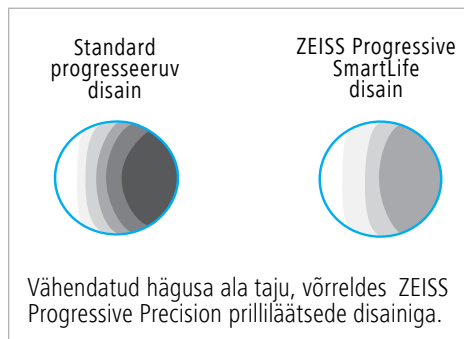 Standard
progresseeruv
disain
ZEISS Progressive
SmartLife
disain
Vähendatud hägusa ala taju, võrreldes ZEISS
Progressive Precision prilliläätsede disainiga.